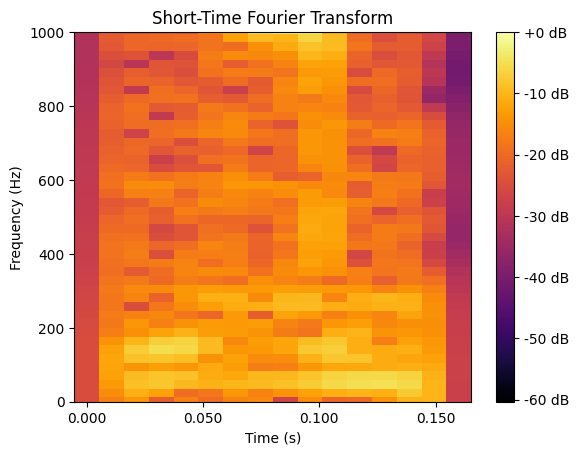 Short-Time Fourier Transform
1000
800
600
400
200
0
Frequency (Hz)
0.000
0.050
0.100
0.150
Time (s)
+0 dB
-10 dB
-20 dB
-30 dB
-40 dB
-50 dB
-60 dB